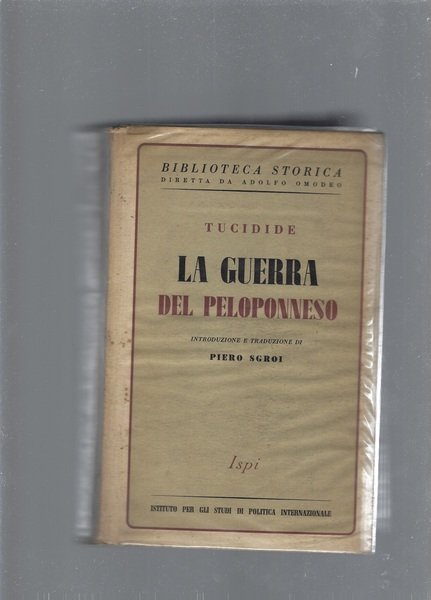 BIBLIOTECA STORICA
DIRETTA DA ADOLFO OMODEO
TUCIDIDE
LA GUERRA
DEL PELOPONNESO
INTRODUZIONE E TRADUZIONE DI
PIERO SGROI
Ispi
ISTITUTO PER GLI STUDI DI POLITICA INTERNAZIONALE